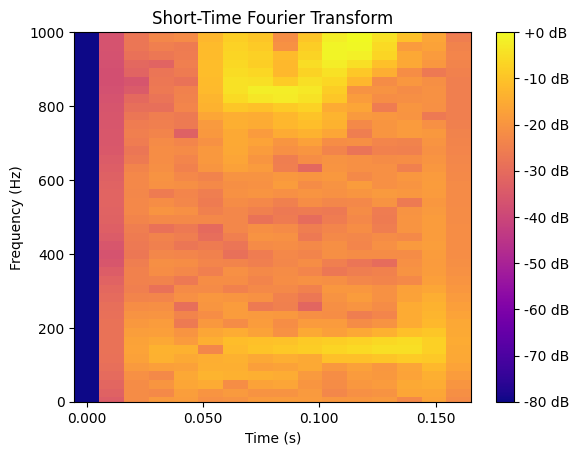 Short-Time Fourier Transform
1000
800
600
400
200
0
Frequency (Hz)
0.000
0.050
0.100
0.150
Time (s)
+0 dB
-10 dB
-20 dB
-30 dB
-40 dB
-50 dB
-60 dB
-70 dB
-80 dB